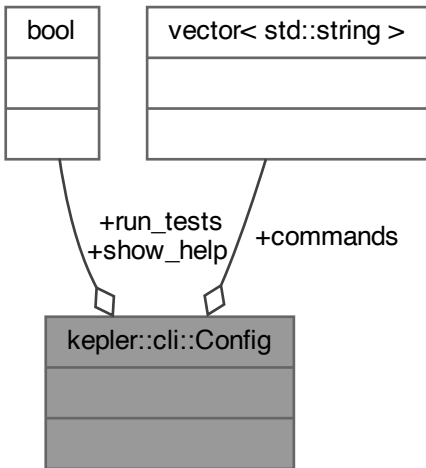 bool
vector< std::string >
+run_tests
+show_help
+commands
kepler::cli::Config